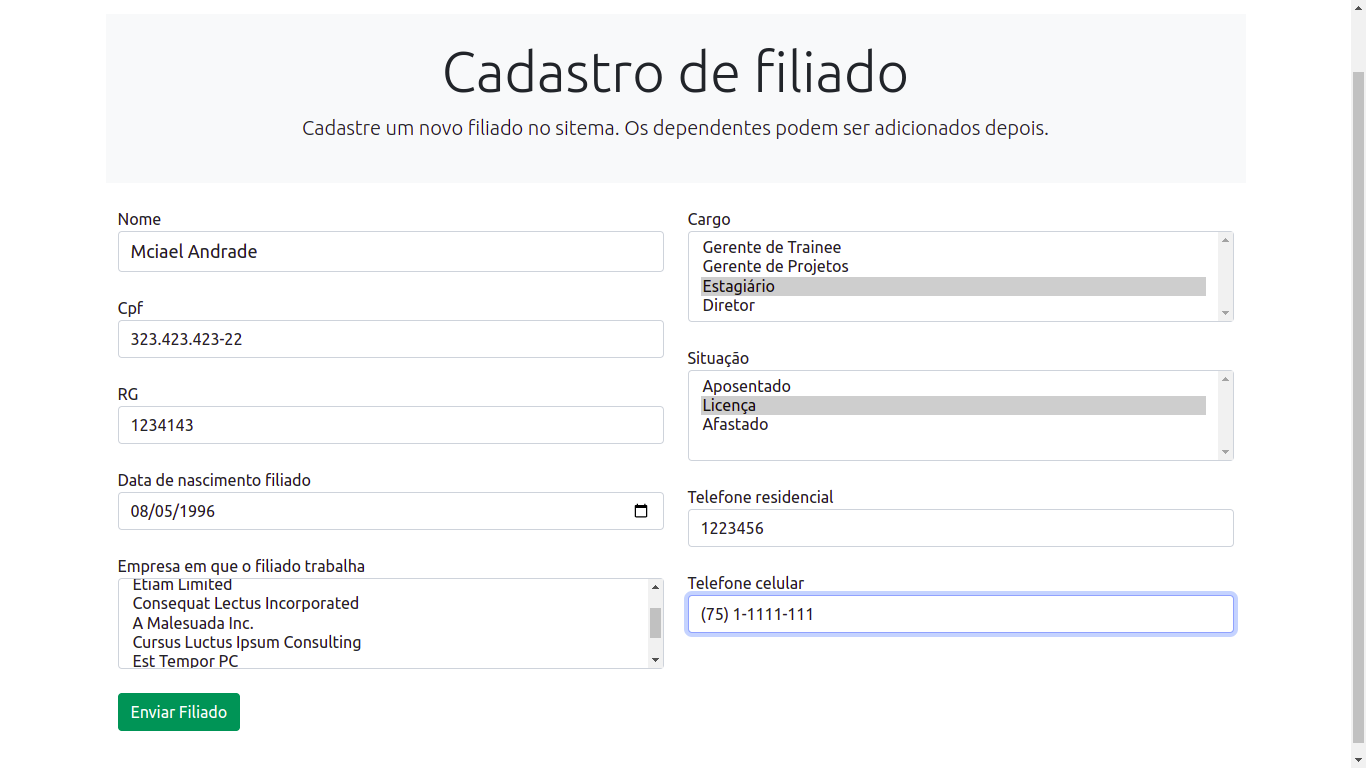 Cadastro de filiado
Cadastre um novo filiado no sitema. Os dependentes podem ser adicionados depois.
Nome
Mciael Andrade
Cpf
323.423.423-22
RG
1234143
Data de nascimento filiado
08/05/1996
Empresa em que o filiado trabalha
Etiam Limited
Consequat Lectus Incorporated
A Malesuada Inc.
Cursus Luctus Ipsum Consulting
Est Tempor PC
Enviar Filiado
Cargo
Gerente de Trainee
Gerente de Projetos
Estagiário
Diretor
Situação
Aposentado
Licença
Afastado
Telefone residencial
1223456
Telefone celular
(75) 1-1111-111